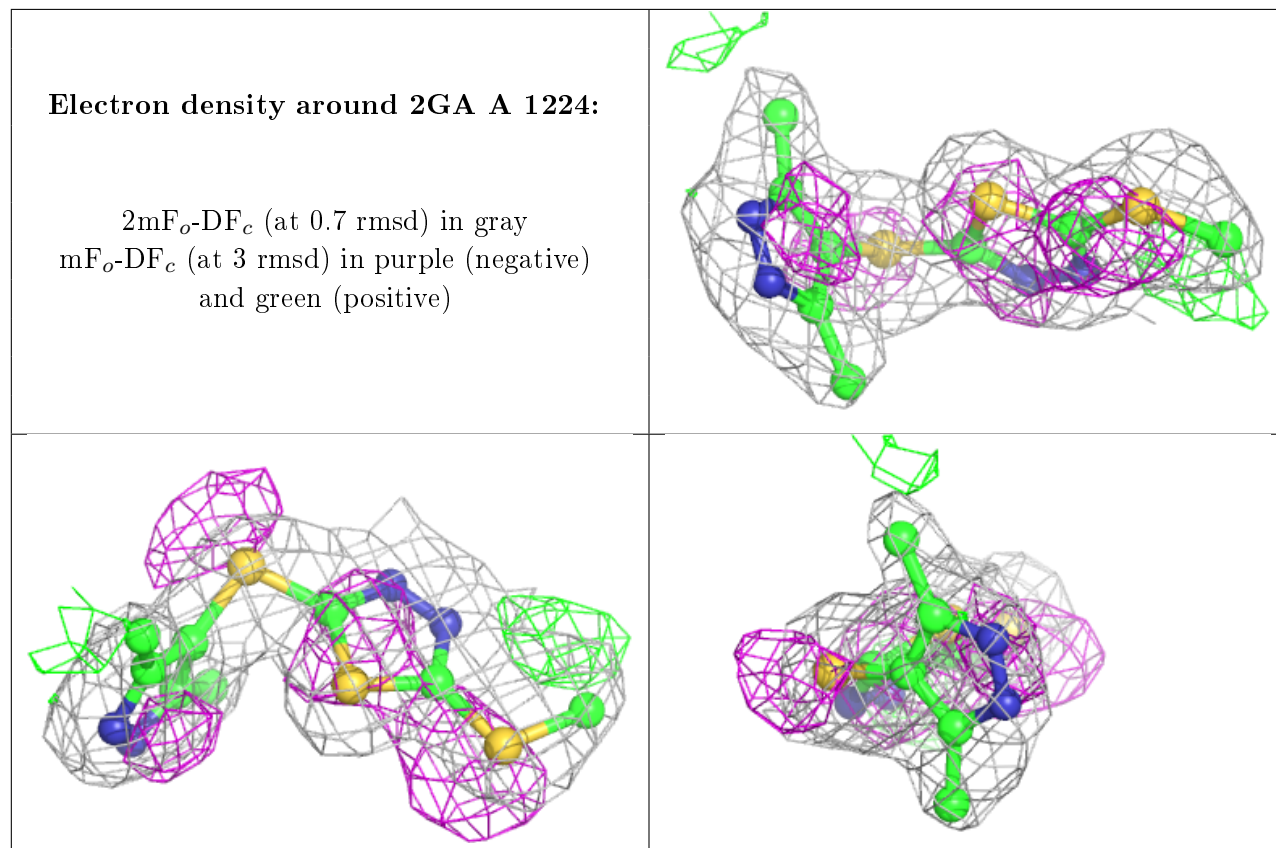 Electron density around 2GA A 1224:
2mFₒ-DF𝒸 (at 0.7 rmsd) in gray
mFₒ-DF𝒸 (at 3 rmsd) in purple (negative)
and green (positive)